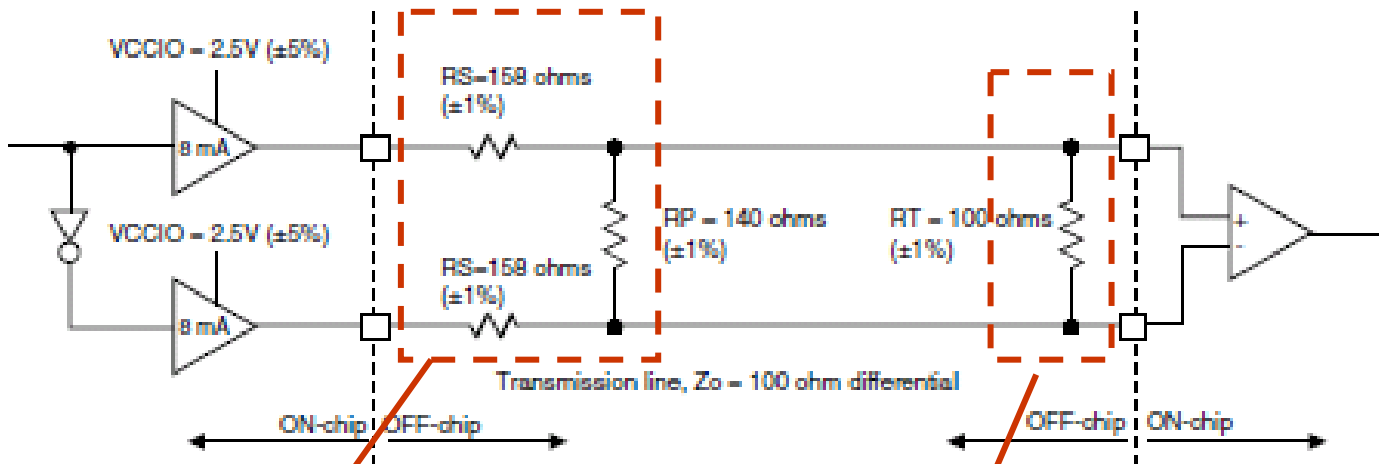 VCCIO = 2.5V (±5%)
RS=158 ohms
(±1%)
8 mA
RP = 140 ohms
(±1%)
RT = 100 ohms
(±1%)
+
-
VCCIO = 2.5V (±5%)
RS=158 ohms
(±1%)
8 mA
Transmission line, Zo = 100 ohm differential
ON-chip OFF-chip
OFF-chip ON-chip